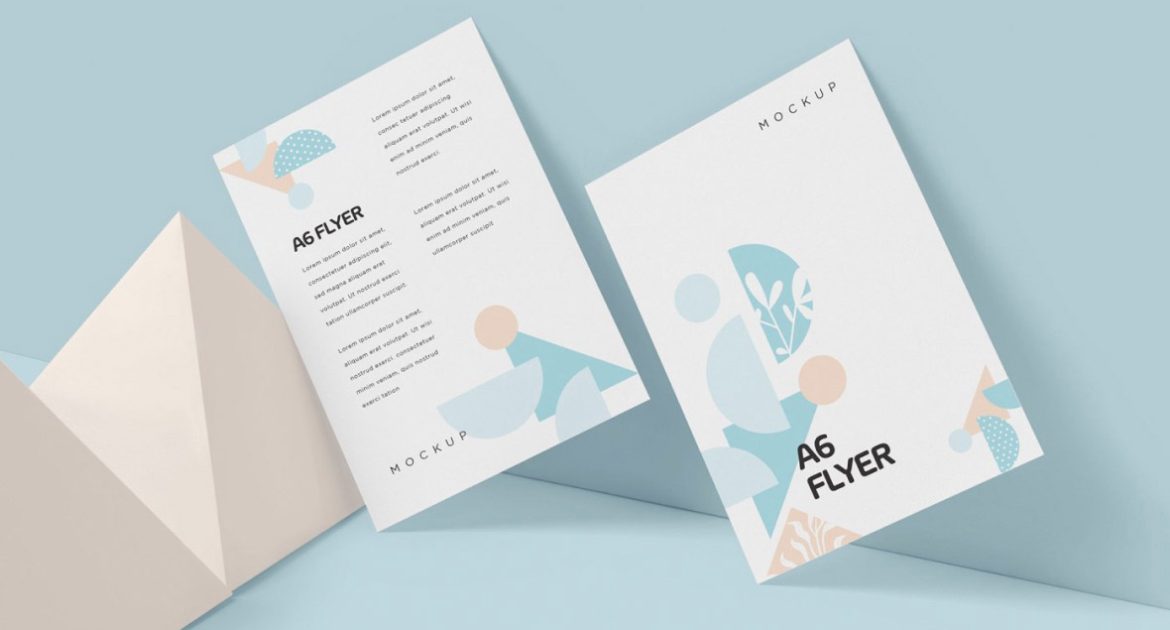 A6 FLYER
Lorem ipsum dolor sit amet,
consectetuer adipiscing elit,
sed magna aliquam erat
volutpat. Ut nostrud exerci
tation ullamcorper suscipit.
Lorem ipsum dolor sit amet,
aliquam erat volutpat. Ut wisi
nostrud exerci. consectetuer
minim veniam, quis nostrud
exerci tation
MOCKUP
Lorem ipsum dolor sit amet,
consec tetuer adipiscing
aliquam erat volutpat. Ut wisi
enim ad minim veniam, quis
nostrud exerci.
Lorem ipsum dolor sit amet,
aliquam erat volutpat. Ut wisi
enim ad minim veniam, quis
ullamcorper suscipit
MOCKUP
A6
FLYER